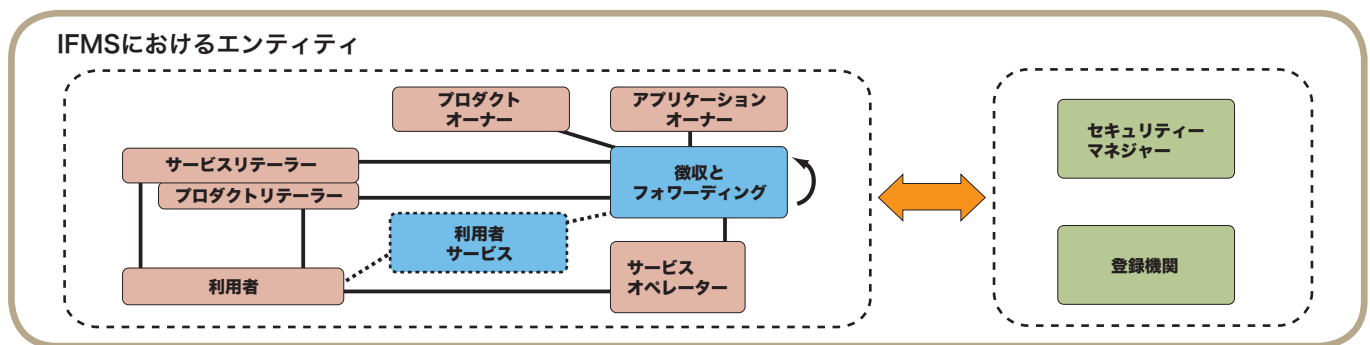 IFMSにおけるエンティティ
プロダクト
オーナー
アプリケーション
オーナー
サービスリテーラー
プロダクトリテーラー
徴収と
フォワーディング
利用者
サービス
利用者
サービス
オペレーター
セキュリティー
マネジャー
登録機関